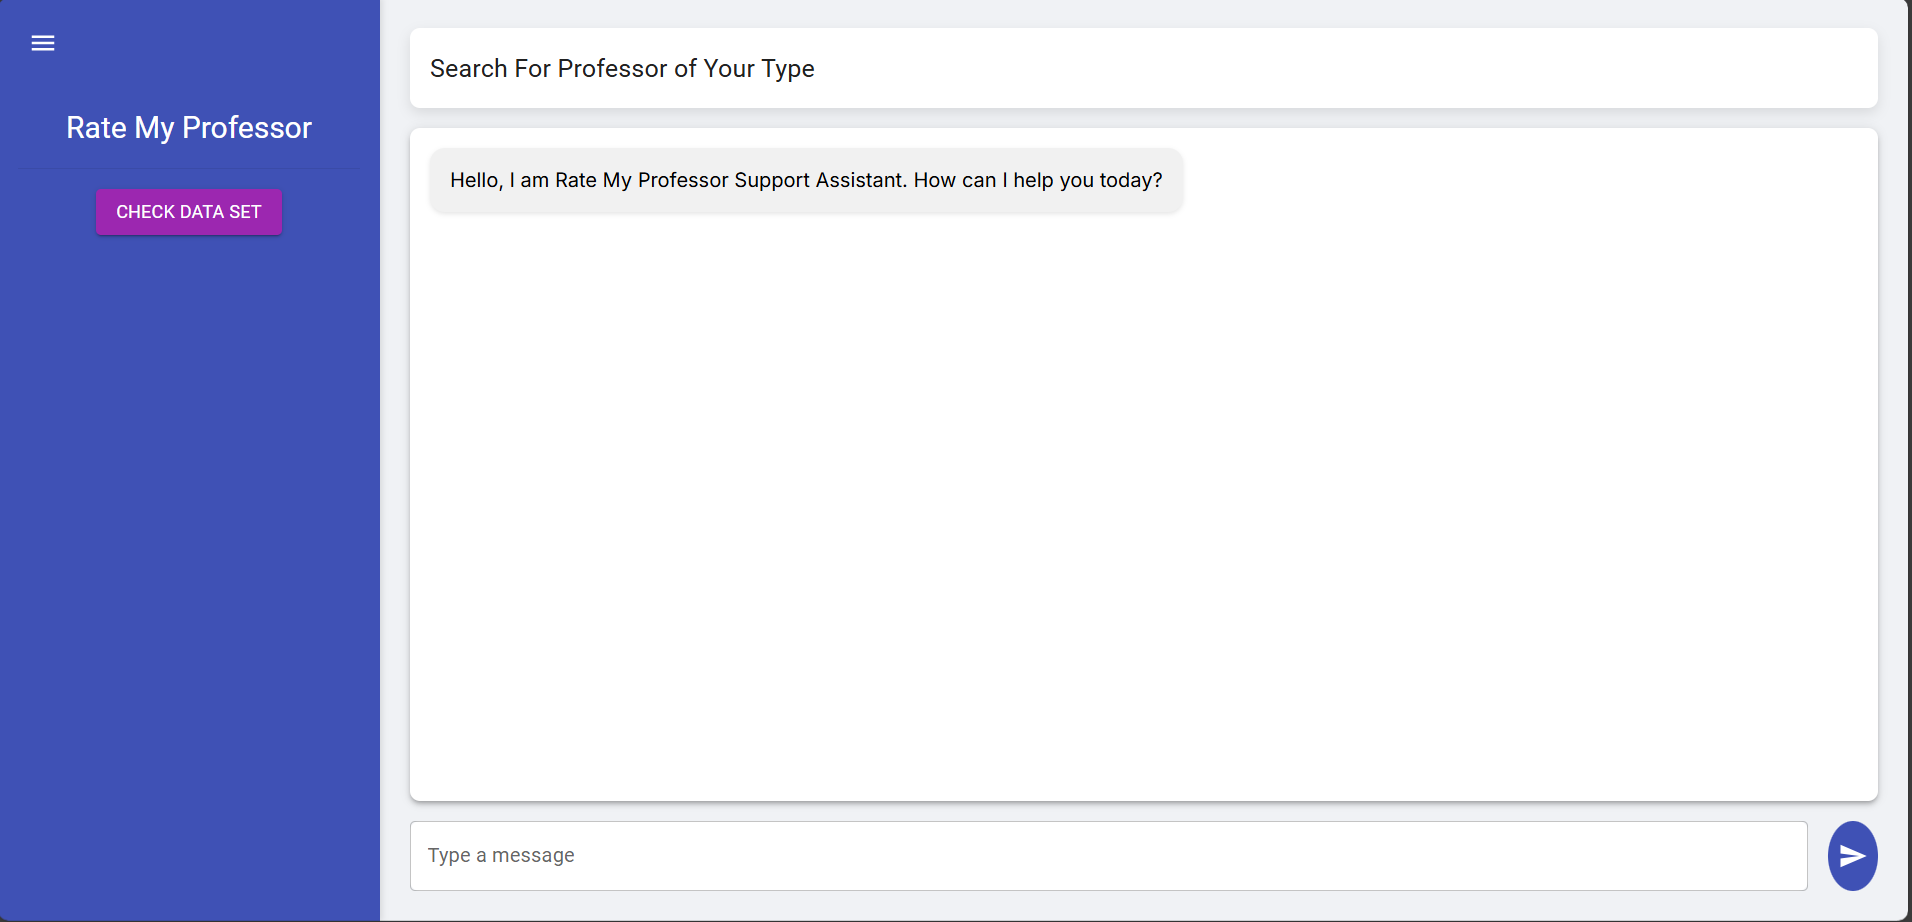 Rate My Professor
CHECK DATA SET
Search For Professor of Your Type
Hello, I am Rate My Professor Support Assistant. How can I help you today?
Type a message